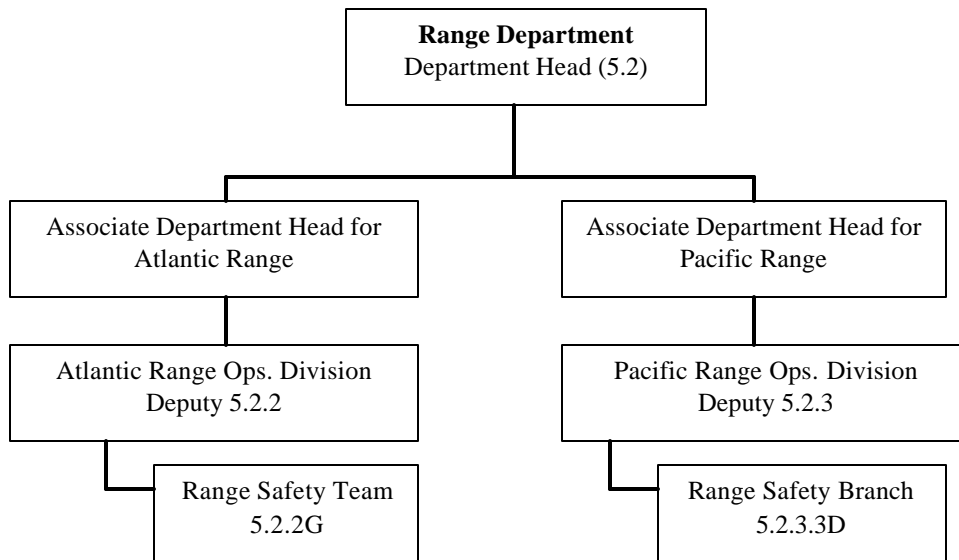 Range Department
Department Head (5.2)
Associate Department Head for
Atlantic Range
Associate Department Head for
Pacific Range
Atlantic Range Ops. Division
Deputy 5.2.2
Pacific Range Ops. Division
Deputy 5.2.3
Range Safety Team
5.2.2G
Range Safety Branch
5.2.3.3D